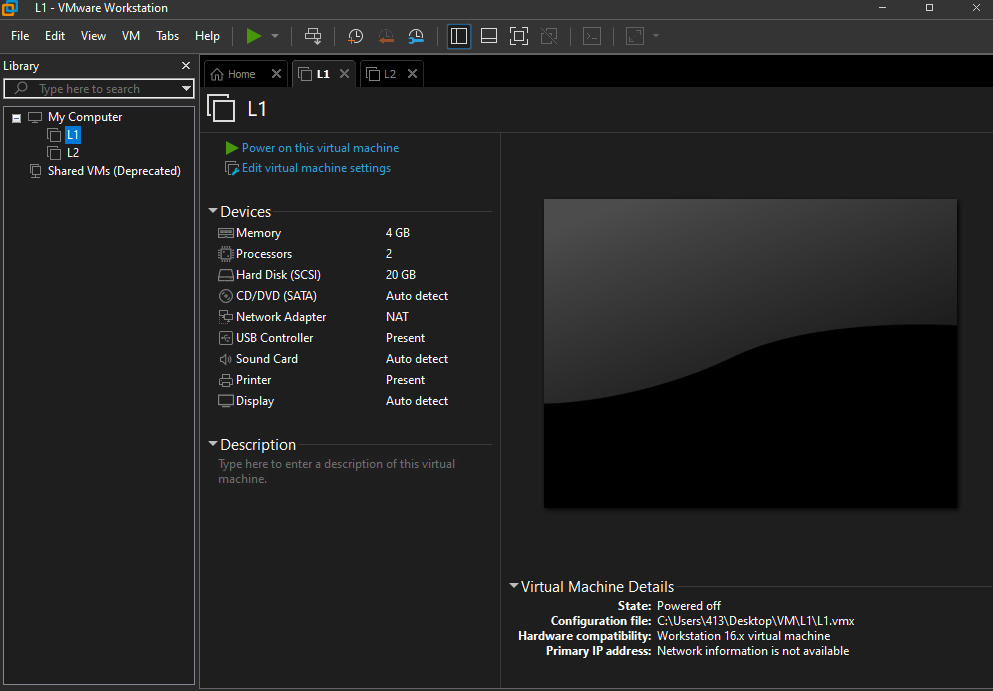 L1 - VMware Workstation
File Edit View VM Tabs Help
Library
Type here to search
My Computer
L1
L2
Shared VMs (Deprecated)
Home L1 L2
L1
Power on this virtual machine
Edit virtual machine settings
Devices
Memory 4 GB
Processors 2
Hard Disk (SCSI) 20 GB
CD/DVD (SATA) Auto detect
Network Adapter NAT
USB Controller Present
Sound Card Auto detect
Printer Present
Display Auto detect
Description
Type here to enter a description of this virtual
machine.
Virtual Machine Details
State: Powered off
Configuration file: C:\Users\413\Desktop\VM\L1\L1.vmx
Hardware compatibility: Workstation 16.x virtual machine
Primary IP address: Network information is not available